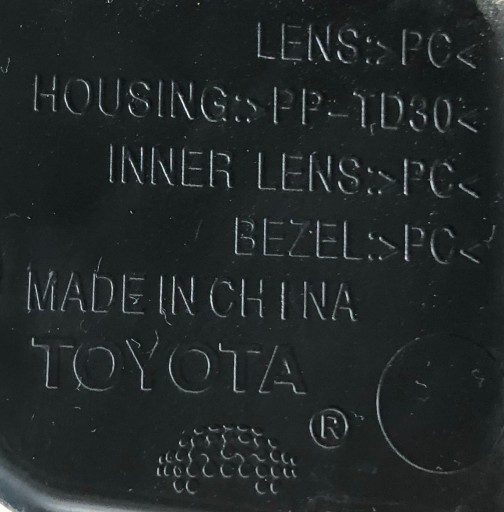 LENS:>PC<
HOUSING:>PP-TD30<
INNER LENS:>PC<
BEZEL:>PC<
MADE IN CHINA
TOYOTA
®